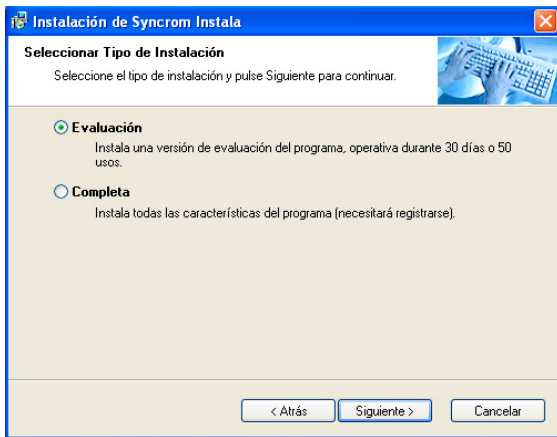 Instalación de Syncrom Instala
Seleccionar Tipo de Instalación
Seleccione el tipo de instalación y pulse Siguiente para continuar.
Evaluación
Instala una versión de evaluación del programa, operativa durante 30 días o 50
usos.
Completa
Instala todas las características del programa (necesitará registrarse).
< Atrás
Siguiente >
Cancelar